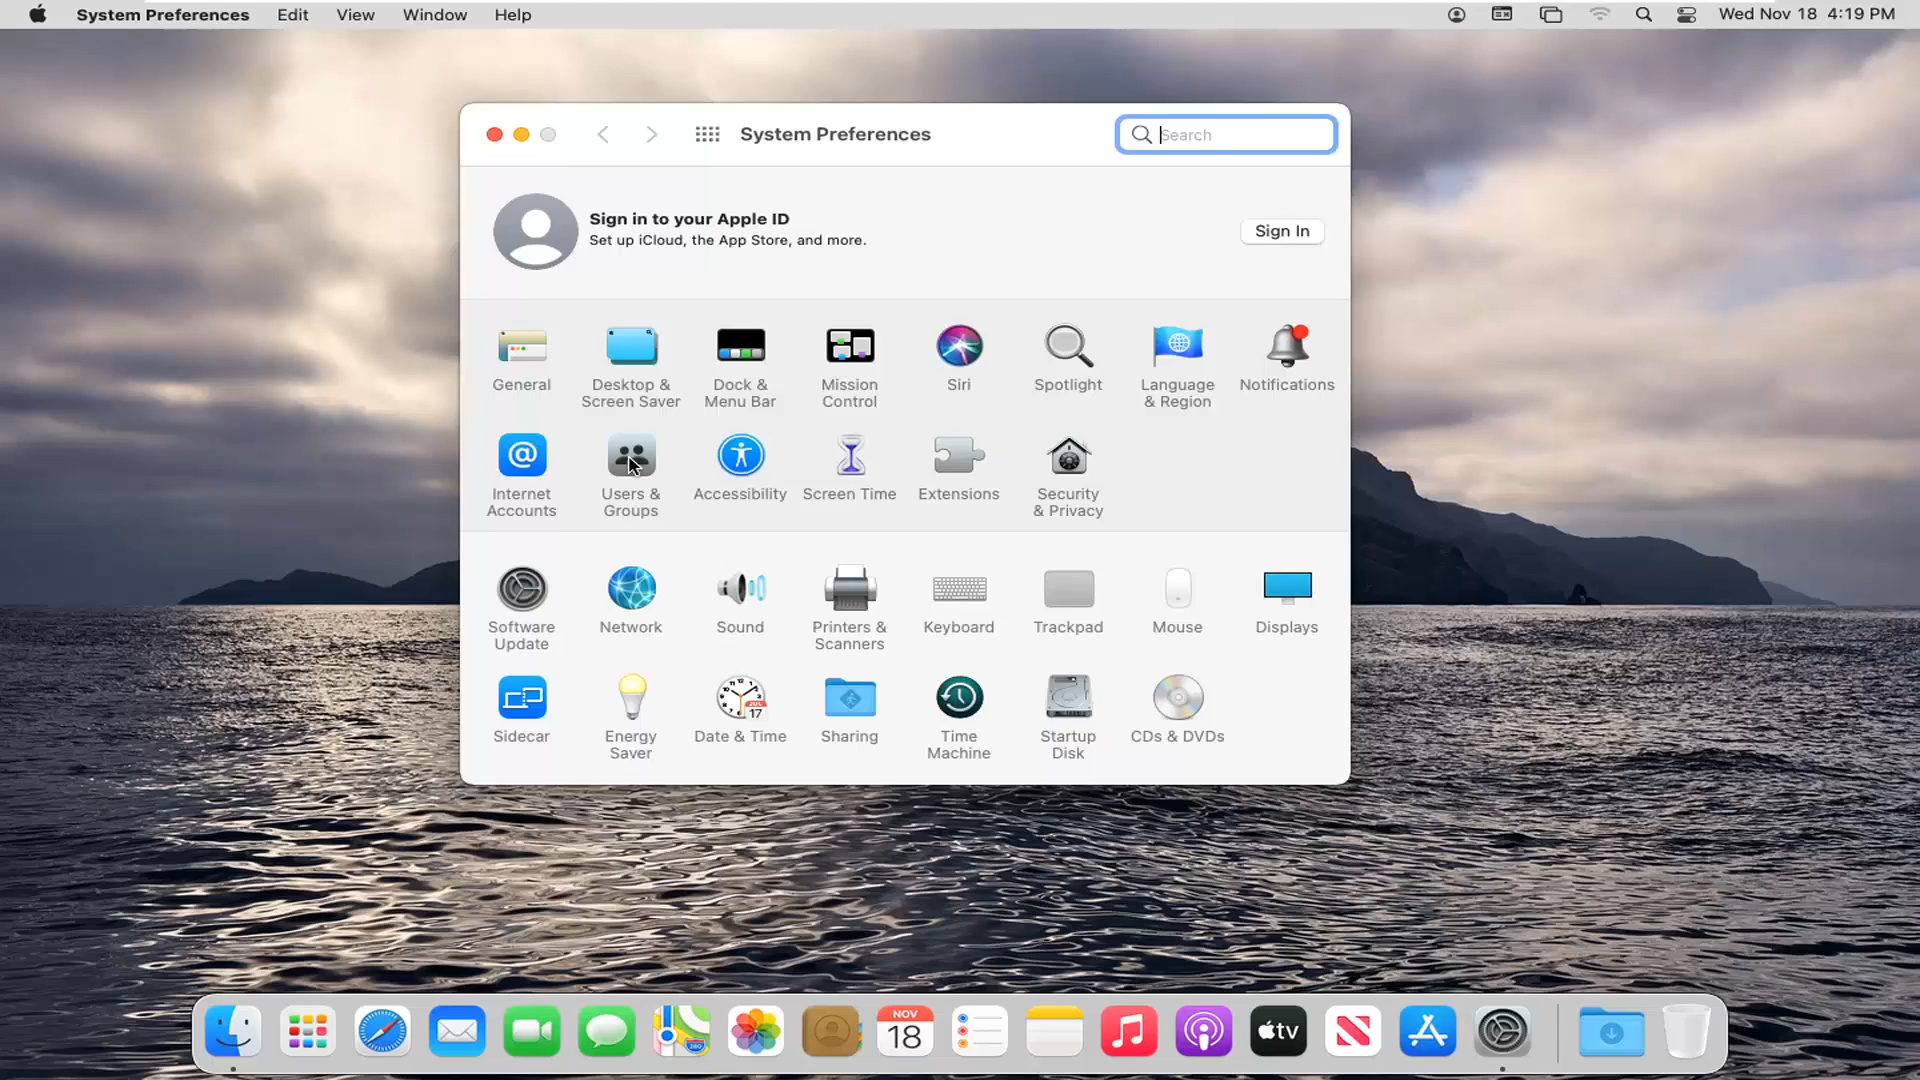 System Preferences Edit View Window Help Wed Nov 18 4:19 PM
System Preferences
Search
Sign in to your Apple ID
Set up iCloud, the App Store, and more.
Sign In
General
Desktop &
Screen Saver
Dock &
Menu Bar
Mission
Control
Siri
Spotlight
Language
& Region
Notifications
Internet
Accounts
Users &
Groups
Accessibility
Screen Time
Extensions
Security
& Privacy
Software
Update
Network
Sound
Printers &
Scanners
Keyboard
Trackpad
Mouse
Displays
Sidecar
Energy
Saver
JUL
17
Date & Time
Sharing
Time
Machine
Startup
Disk
CDs & DVDs
280
NOV
18
tv